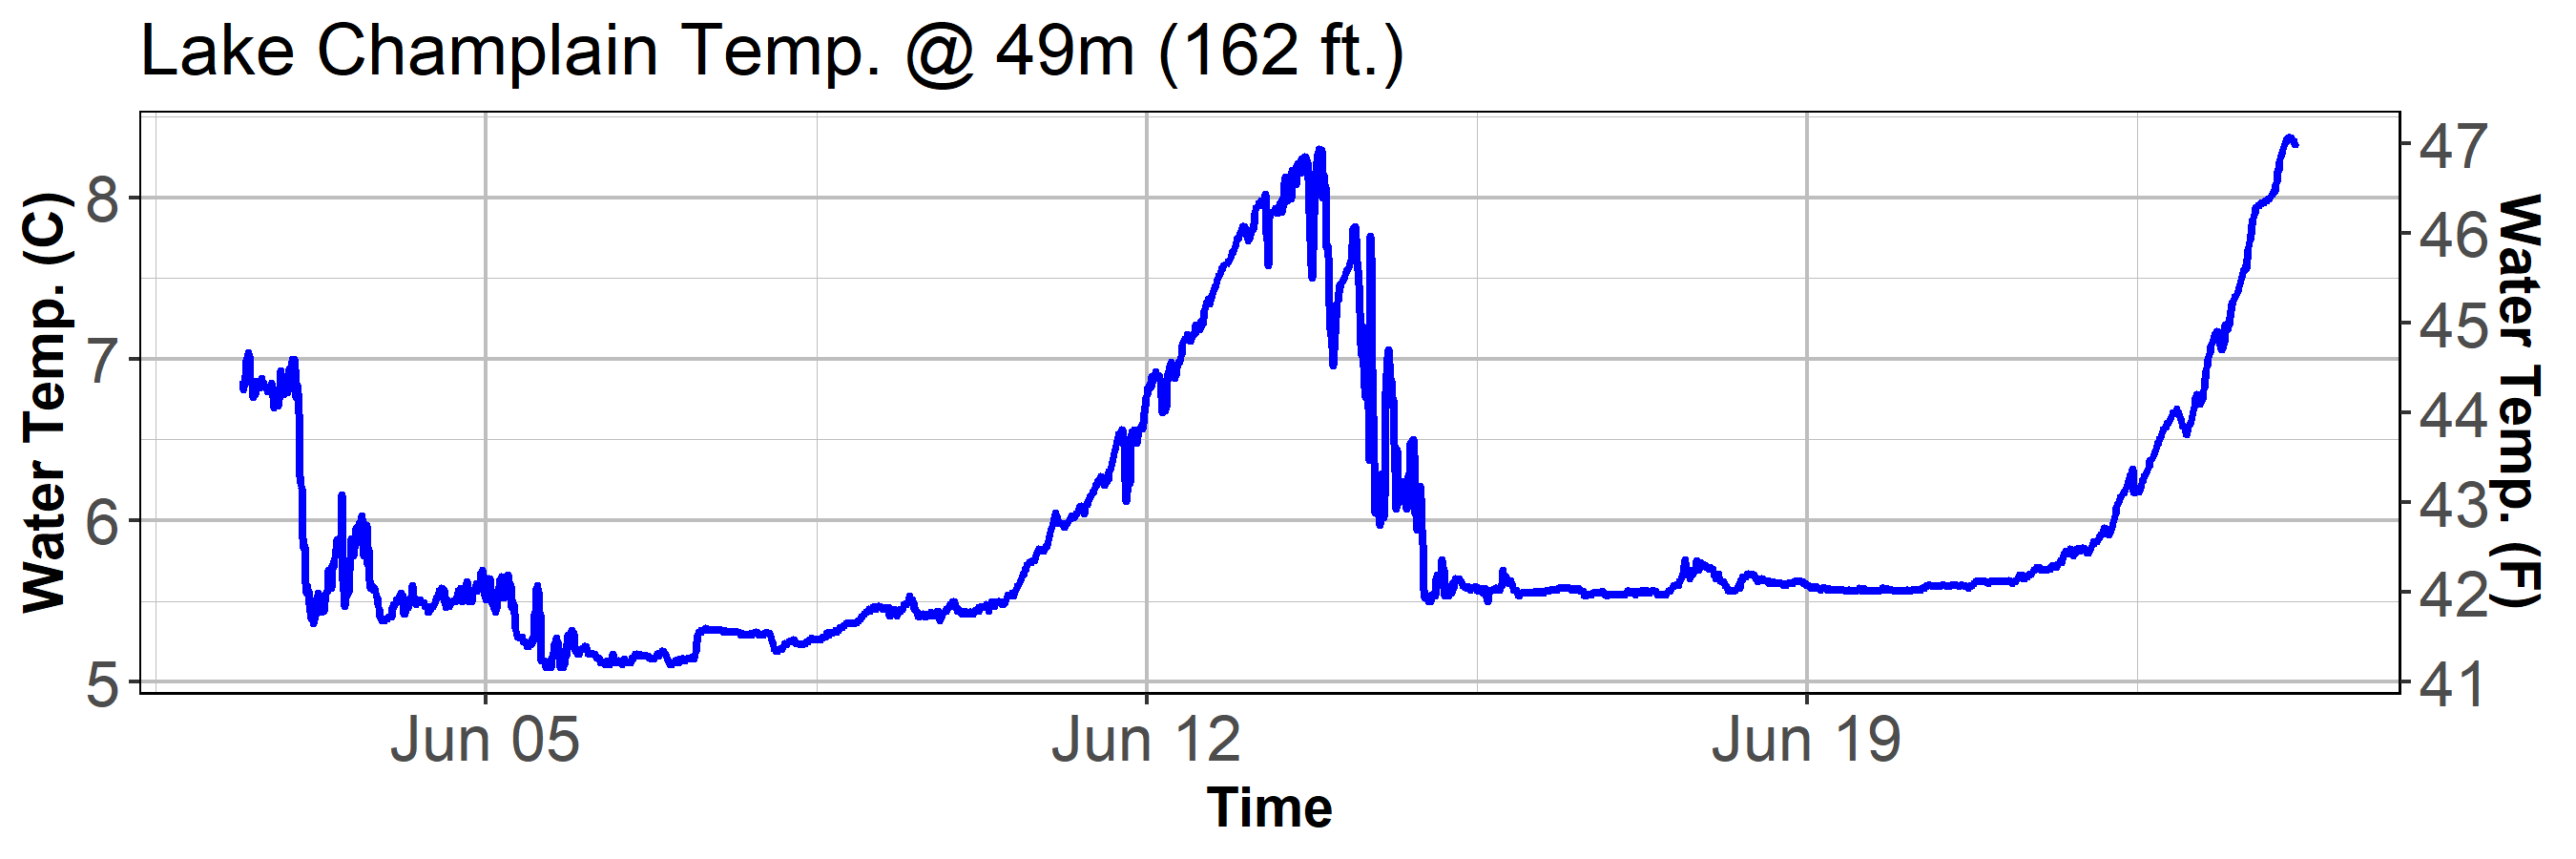 Lake Champlain Temp. @ 49m (162 ft.)
Water Temp. (C)
8
7
6
5
47
46
45
44
43
42
41
Water Temp. (F)
Jun 05 Jun 12 Jun 19
Time